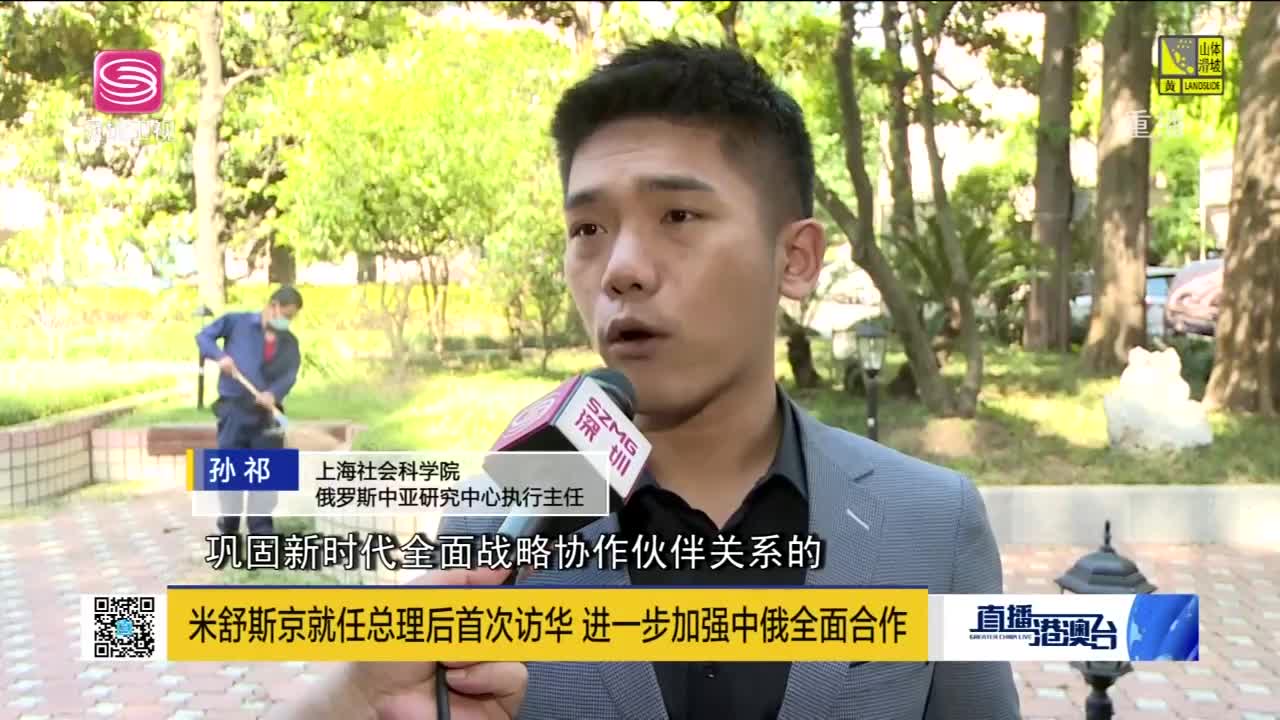 山体
滑坡
黄
LANDSLIDE
重播
SZMG
深圳
孙祁
上海社会科学院
俄罗斯中亚研究中心执行主任
巩固新时代全面战略协作伙伴关系的
米舒斯京就任总理后首次访华 进一步加强中俄全面合作
直播
GREATER CHINA LIVE
港澳台